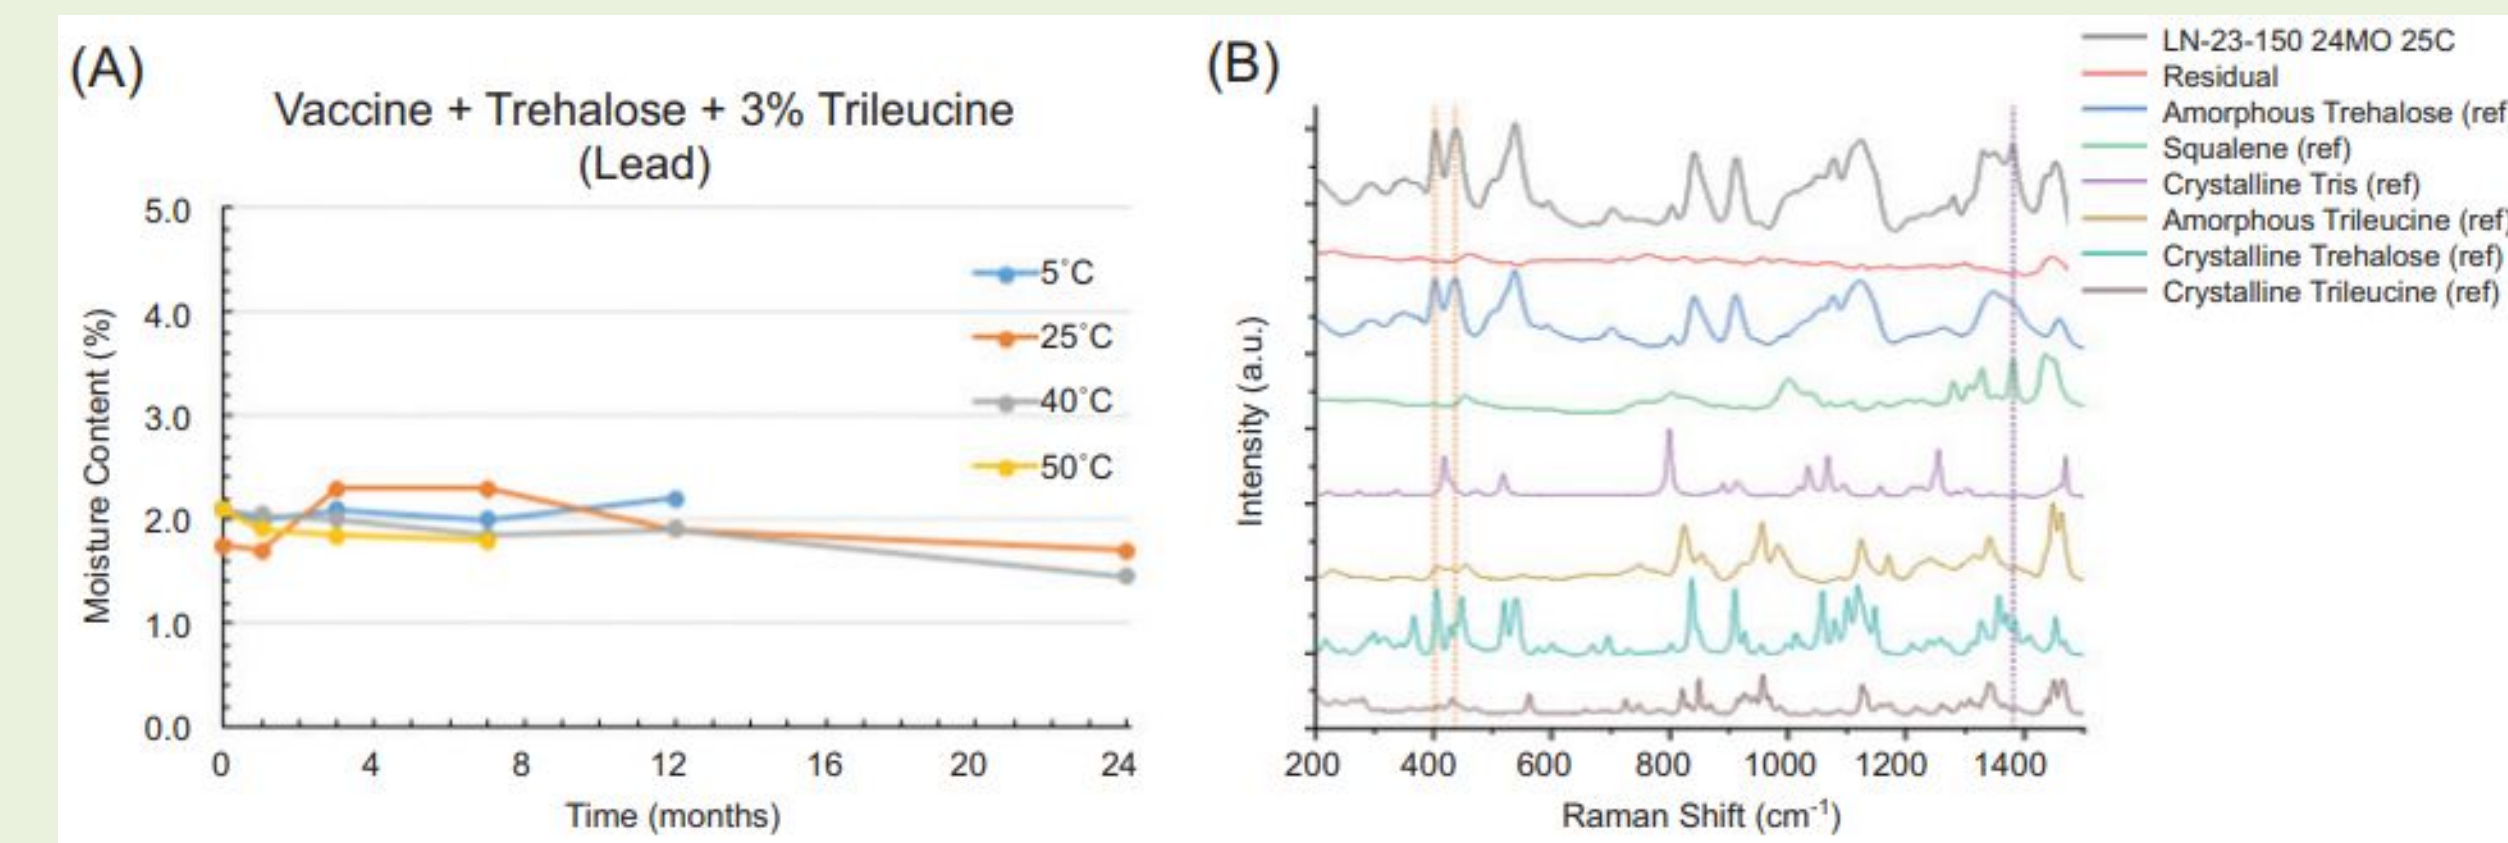 (A)
Vaccine + Trehalose + 3% Trileucine
(Lead)
5.0
4.0
3.0
2.0
1.0
0.0
Moisture Content (%)
5°C
25°C
40°C
50°C
0 4 8 12 16 20 24
Time (months)
(B)
LN-23-150 24MO 25C
Residual
Amorphous Trehalose (ref
Squalene (ref)
Crystalline Tris (ref)
Amorphous Trileucine (ref)
Crystalline Trehalose (ref)
Crystalline Trileucine (ref)
Intensity (a.u.)
200 400 600 800 1000 1200 1400
Raman Shift (cm⁻¹)